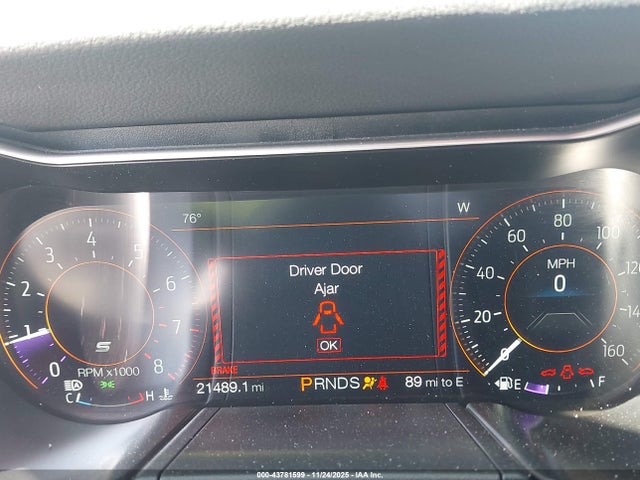 76°
W
Driver Door
Ajar
OK
0 1 2 3 4 5 6 7 8
S
RPM x1000
0 20 40 60 80 100 120 140 160
MPH
0
BRAKE
21489.1 mi
PRNDS
89 mi to E
C H
E F
000-43781599 - 11/24/2025 - IAA Inc.